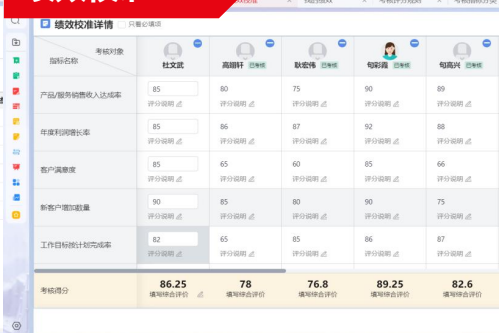 绩效校准详情 只看必填项
考核对象
指标名称
杜文武 高翊轩 已考核 耿宏伟 已考核 句彩霞 已考核 句高兴 已考核
产品/服务销售收入达成率 85 80 75 90 89
评分说明 评分说明 评分说明 评分说明 评分说明
年度利润增长率 85 86 87 92 88
评分说明 评分说明 评分说明 评分说明 评分说明
客户满意度 85 65 60 85 66
评分说明 评分说明 评分说明 评分说明 评分说明
新客户增加数量 90 85 80 90 75
评分说明 评分说明 评分说明 评分说明 评分说明
工作目标按计划完成率 82 65 85 86 87
评分说明 评分说明 评分说明 评分说明 评分说明
考核得分 86.25 78 76.8 89.25 82.6
填写综合评价 填写综合评价 填写综合评价 填写综合评价 填写综合评价